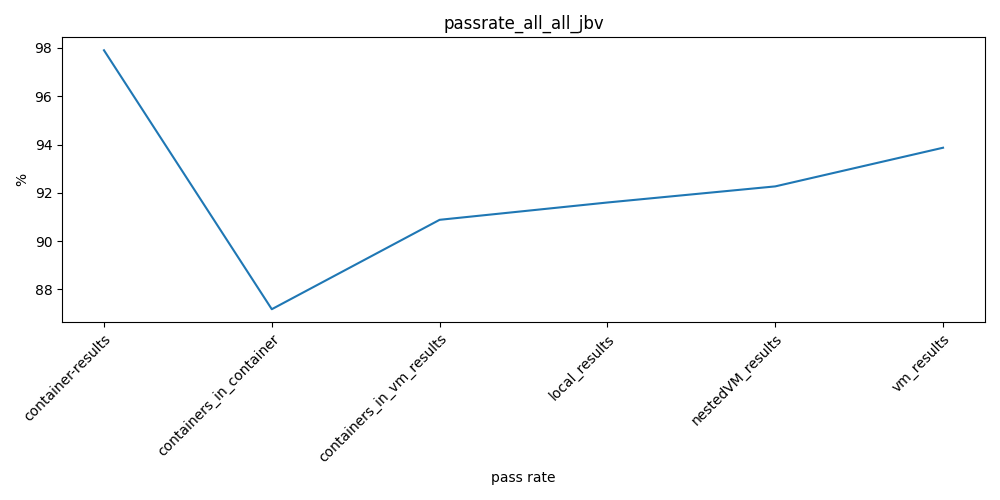 passrate_all_all_jbv
%
98
96
94
92
90
88
container-results
containers_in_container
containers_in_vm_results
local_results
nestedVM_results
vm_results
pass rate